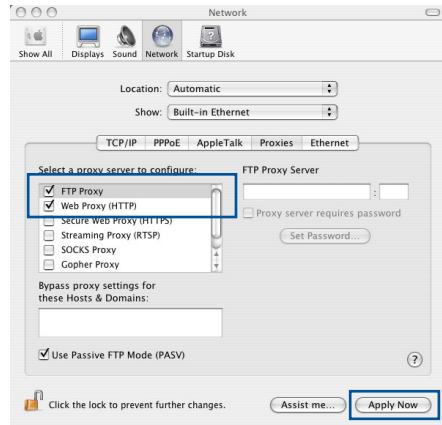 Network
Show All Displays Sound Network Startup Disk
Location: Automatic
Show: Built-in Ethernet
TCP/IP PPPoE AppleTalk Proxies Ethernet
Select a proxy server to configure: FTP Proxy Server
FTP Proxy
Web Proxy (HTTP) :
Secure Web Proxy (HTTPS) Proxy server requires password
Streaming Proxy (RTSP) Set Password...
SOCKS Proxy
Gopher Proxy
Bypass proxy settings for
these Hosts & Domains:
Use Passive FTP Mode (PASV) ?
Click the lock to prevent further changes. Assist me... Apply Now